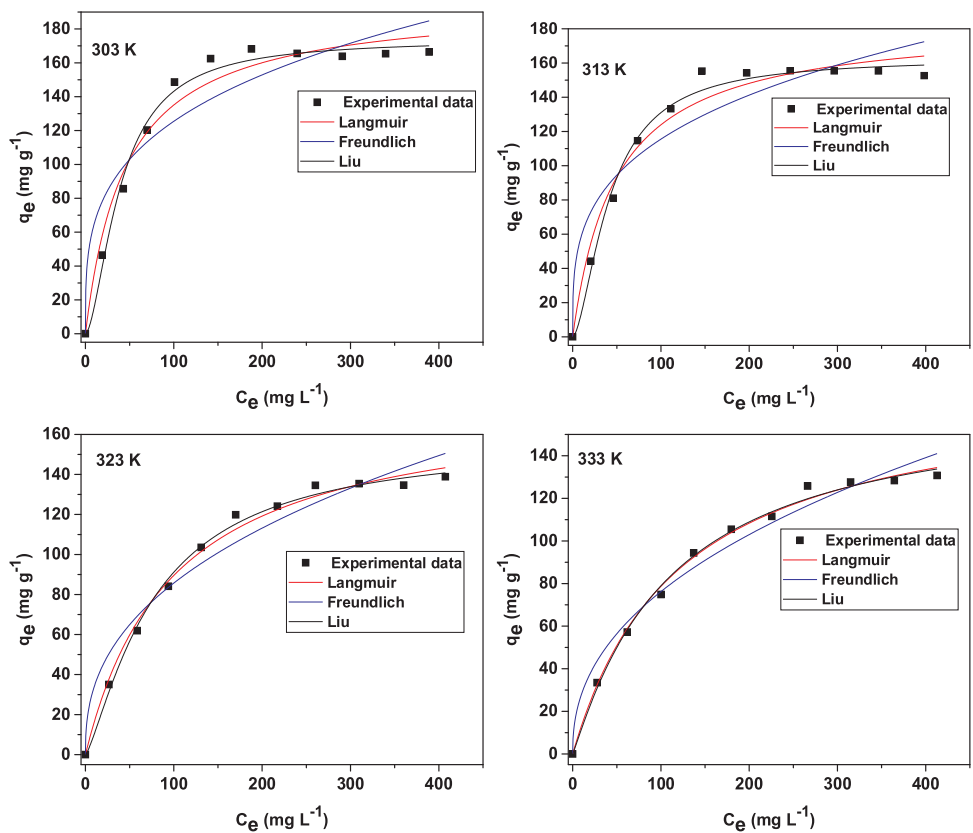 303 K
Experimental data
Langmuir
Freundlich
Liu
qe (mg g-1)
180
160
140
120
100
80
60
40
20
0
0 100 200 300 400
Ce (mg L-1)
313 K
Experimental data
Langmuir
Freundlich
Liu
qe (mg g-1)
180
160
140
120
100
80
60
40
20
0
0 100 200 300 400
Ce (mg L-1)
323 K
Experimental data
Langmuir
Freundlich
Liu
qe (mg g-1)
160
140
120
100
80
60
40
20
0
0 100 200 300 400
Ce (mg L-1)
333 K
Experimental data
Langmuir
Freundlich
Liu
qe (mg g-1)
140
120
100
80
60
40
20
0
0 100 200 300 400
Ce (mg L-1)